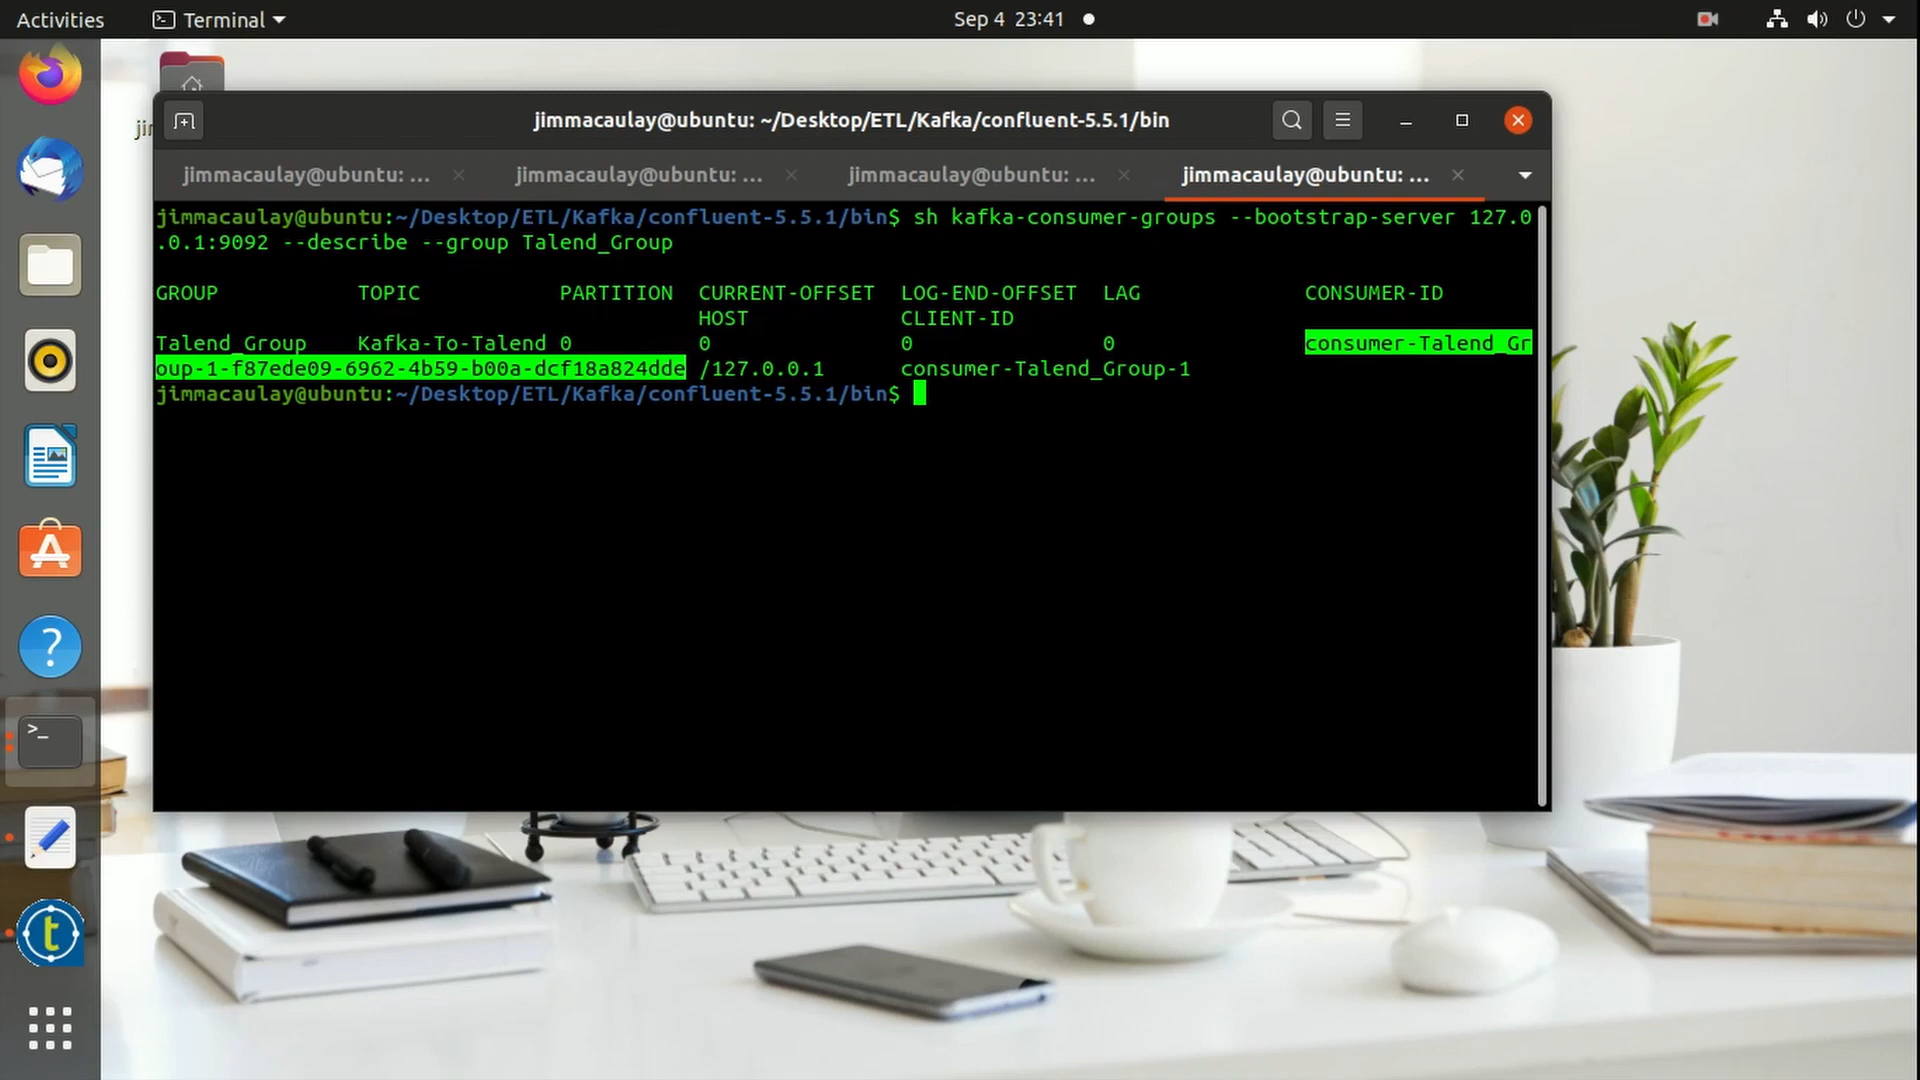 Activities Terminal Sep 4 23:41
jimmacaulay@ubuntu: ~/Desktop/ETL/Kafka/confluent-5.5.1/bin
jimmacaulay@ubuntu: ... jimmacaulay@ubuntu: ... jimmacaulay@ubuntu: ... jimmacaulay@ubuntu: ...
jimmacaulay@ubuntu:~/Desktop/ETL/Kafka/confluent-5.5.1/bin$ sh kafka-consumer-groups --bootstrap-server 127.0
.0.1:9092 --describe --group Talend_Group
GROUP TOPIC PARTITION CURRENT-OFFSET LOG-END-OFFSET LAG CONSUMER-ID
HOST CLIENT-ID
Talend_Group Kafka-To-Talend 0 0 0 0 consumer-Talend_Gr
oup-1-f87ede09-6962-4b59-b00a-dcf18a824dde /127.0.0.1 consumer-Talend_Group-1
jimmacaulay@ubuntu:~/Desktop/ETL/Kafka/confluent-5.5.1/bin$